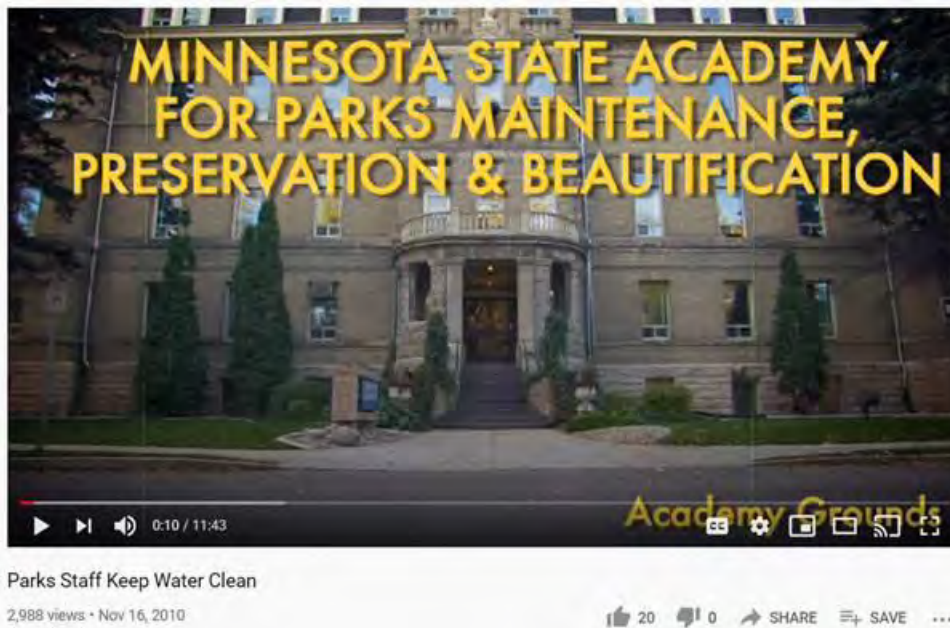 MINNESOTA STATE ACADEMY
FOR PARKS MAINTENANCE,
PRESERVATION & BEAUTIFICATION
Academy Grounds
0:10 / 11:43
CC
Parks Staff Keep Water Clean
2,988 views • Nov 16, 2010
20 0 SHARE SAVE ...